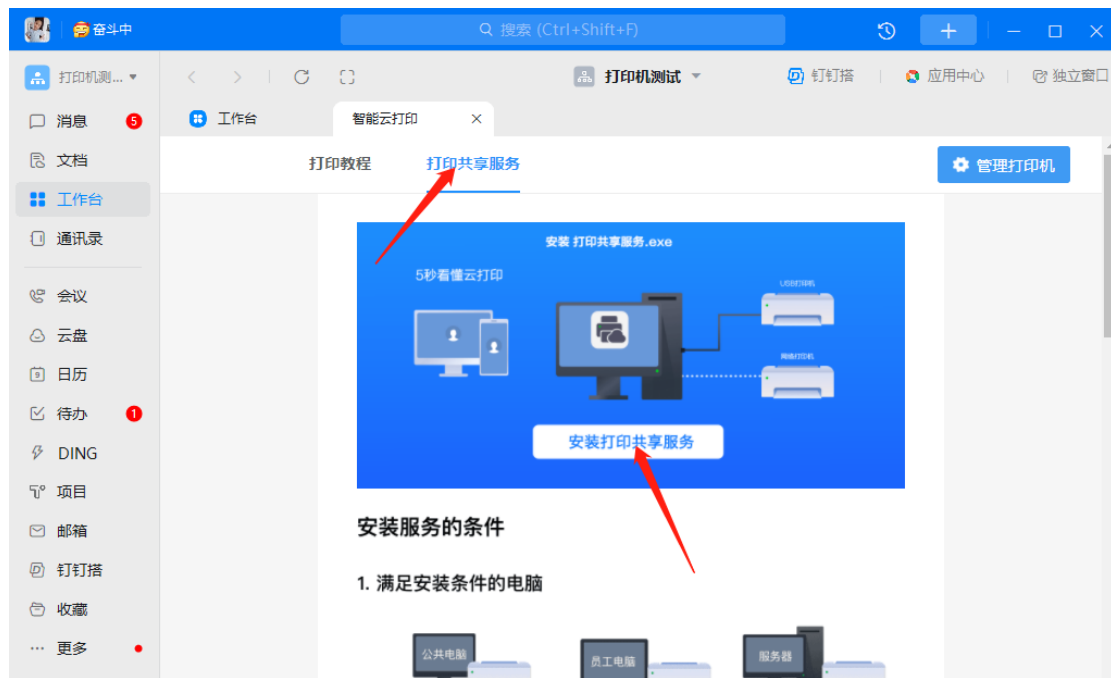 奋斗中
搜索 (Ctrl+Shift+F)
打印机测...
打印机测试
钉钉搭
应用中心
独立窗口
消息
5
工作台
智能云打印
文档
打印教程
打印共享服务
管理打印机
工作台
通讯录
安装 打印共享服务.exe
5秒看懂云打印
USB打印机
会议
云盘
网络打印机
9
日历
待办
1
安装打印共享服务
DING
项目
安装服务的条件
邮箱
钉钉搭
1. 满足安装条件的电脑
收藏
更多
公共电脑
员工电脑
服务器